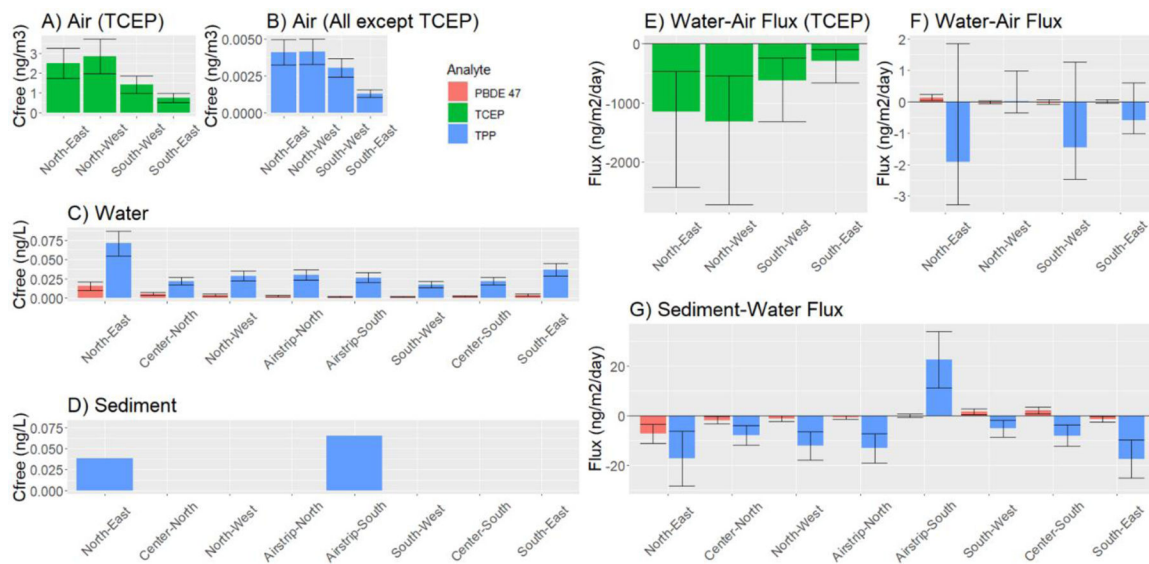 A) Air (TCEP)
Cfree (ng/m3)
3
2
1
0
North-East
North-West
South-West
South-East
B) Air (All except TCEP)
Cfree (ng/m3)
0.0050
0.0025
0.000
North-East
North-West
South-West
South-East
Analyte
PBDE 47
TCEP
TPP
C) Water
Cfree (ng/L)
0.075
0.050
0.025
0.000
North-East
Center-North
North-West
Airstrip-North
Airstrip-South
South-West
Center-South
South-East
D) Sediment
Cfree (ng/L)
0.075
0.050
0.025
0.000
North-East
Center-North
North-West
Airstrip-North
Airstrip-South
South-West
Center-South
South-East
E) Water-Air Flux (TCEP)
Flux (ng/m2/day)
0
-1000
-2000
North-East
North-West
South-West
South-East
F) Water-Air Flux
Flux (ng/m2/day)
2
1
0
-1
-2
-3
North-East
North-West
South-West
South-East
G) Sediment-Water Flux
Flux (ng/m2/day)
20
0
-20
North-East
Center-North
North-West
Airstrip-North
Airstrip-South
South-West
Center-South
South-East